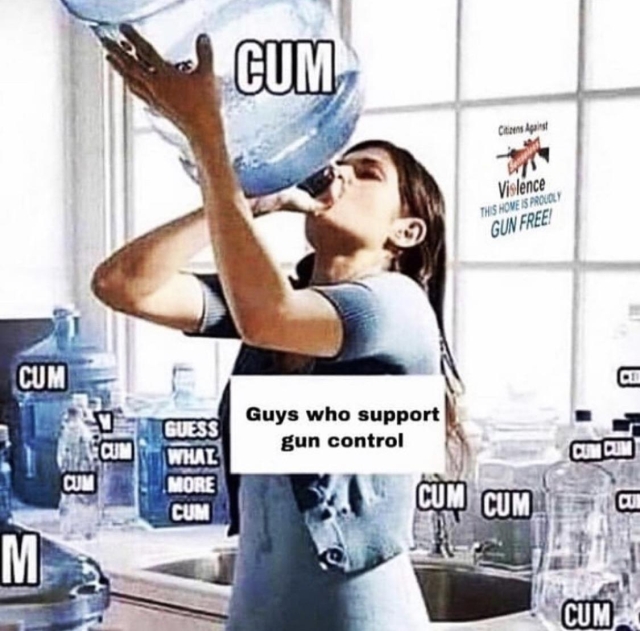 CUM
Citizens Against
Violence
THIS HOME IS PROUDLY
GUN FREE!
CUM
CUM
CUM
GUESS
WHAT
MORE
CUM
Guys who support
gun control
CUM
CUM
CUM
CUM
M
CUM